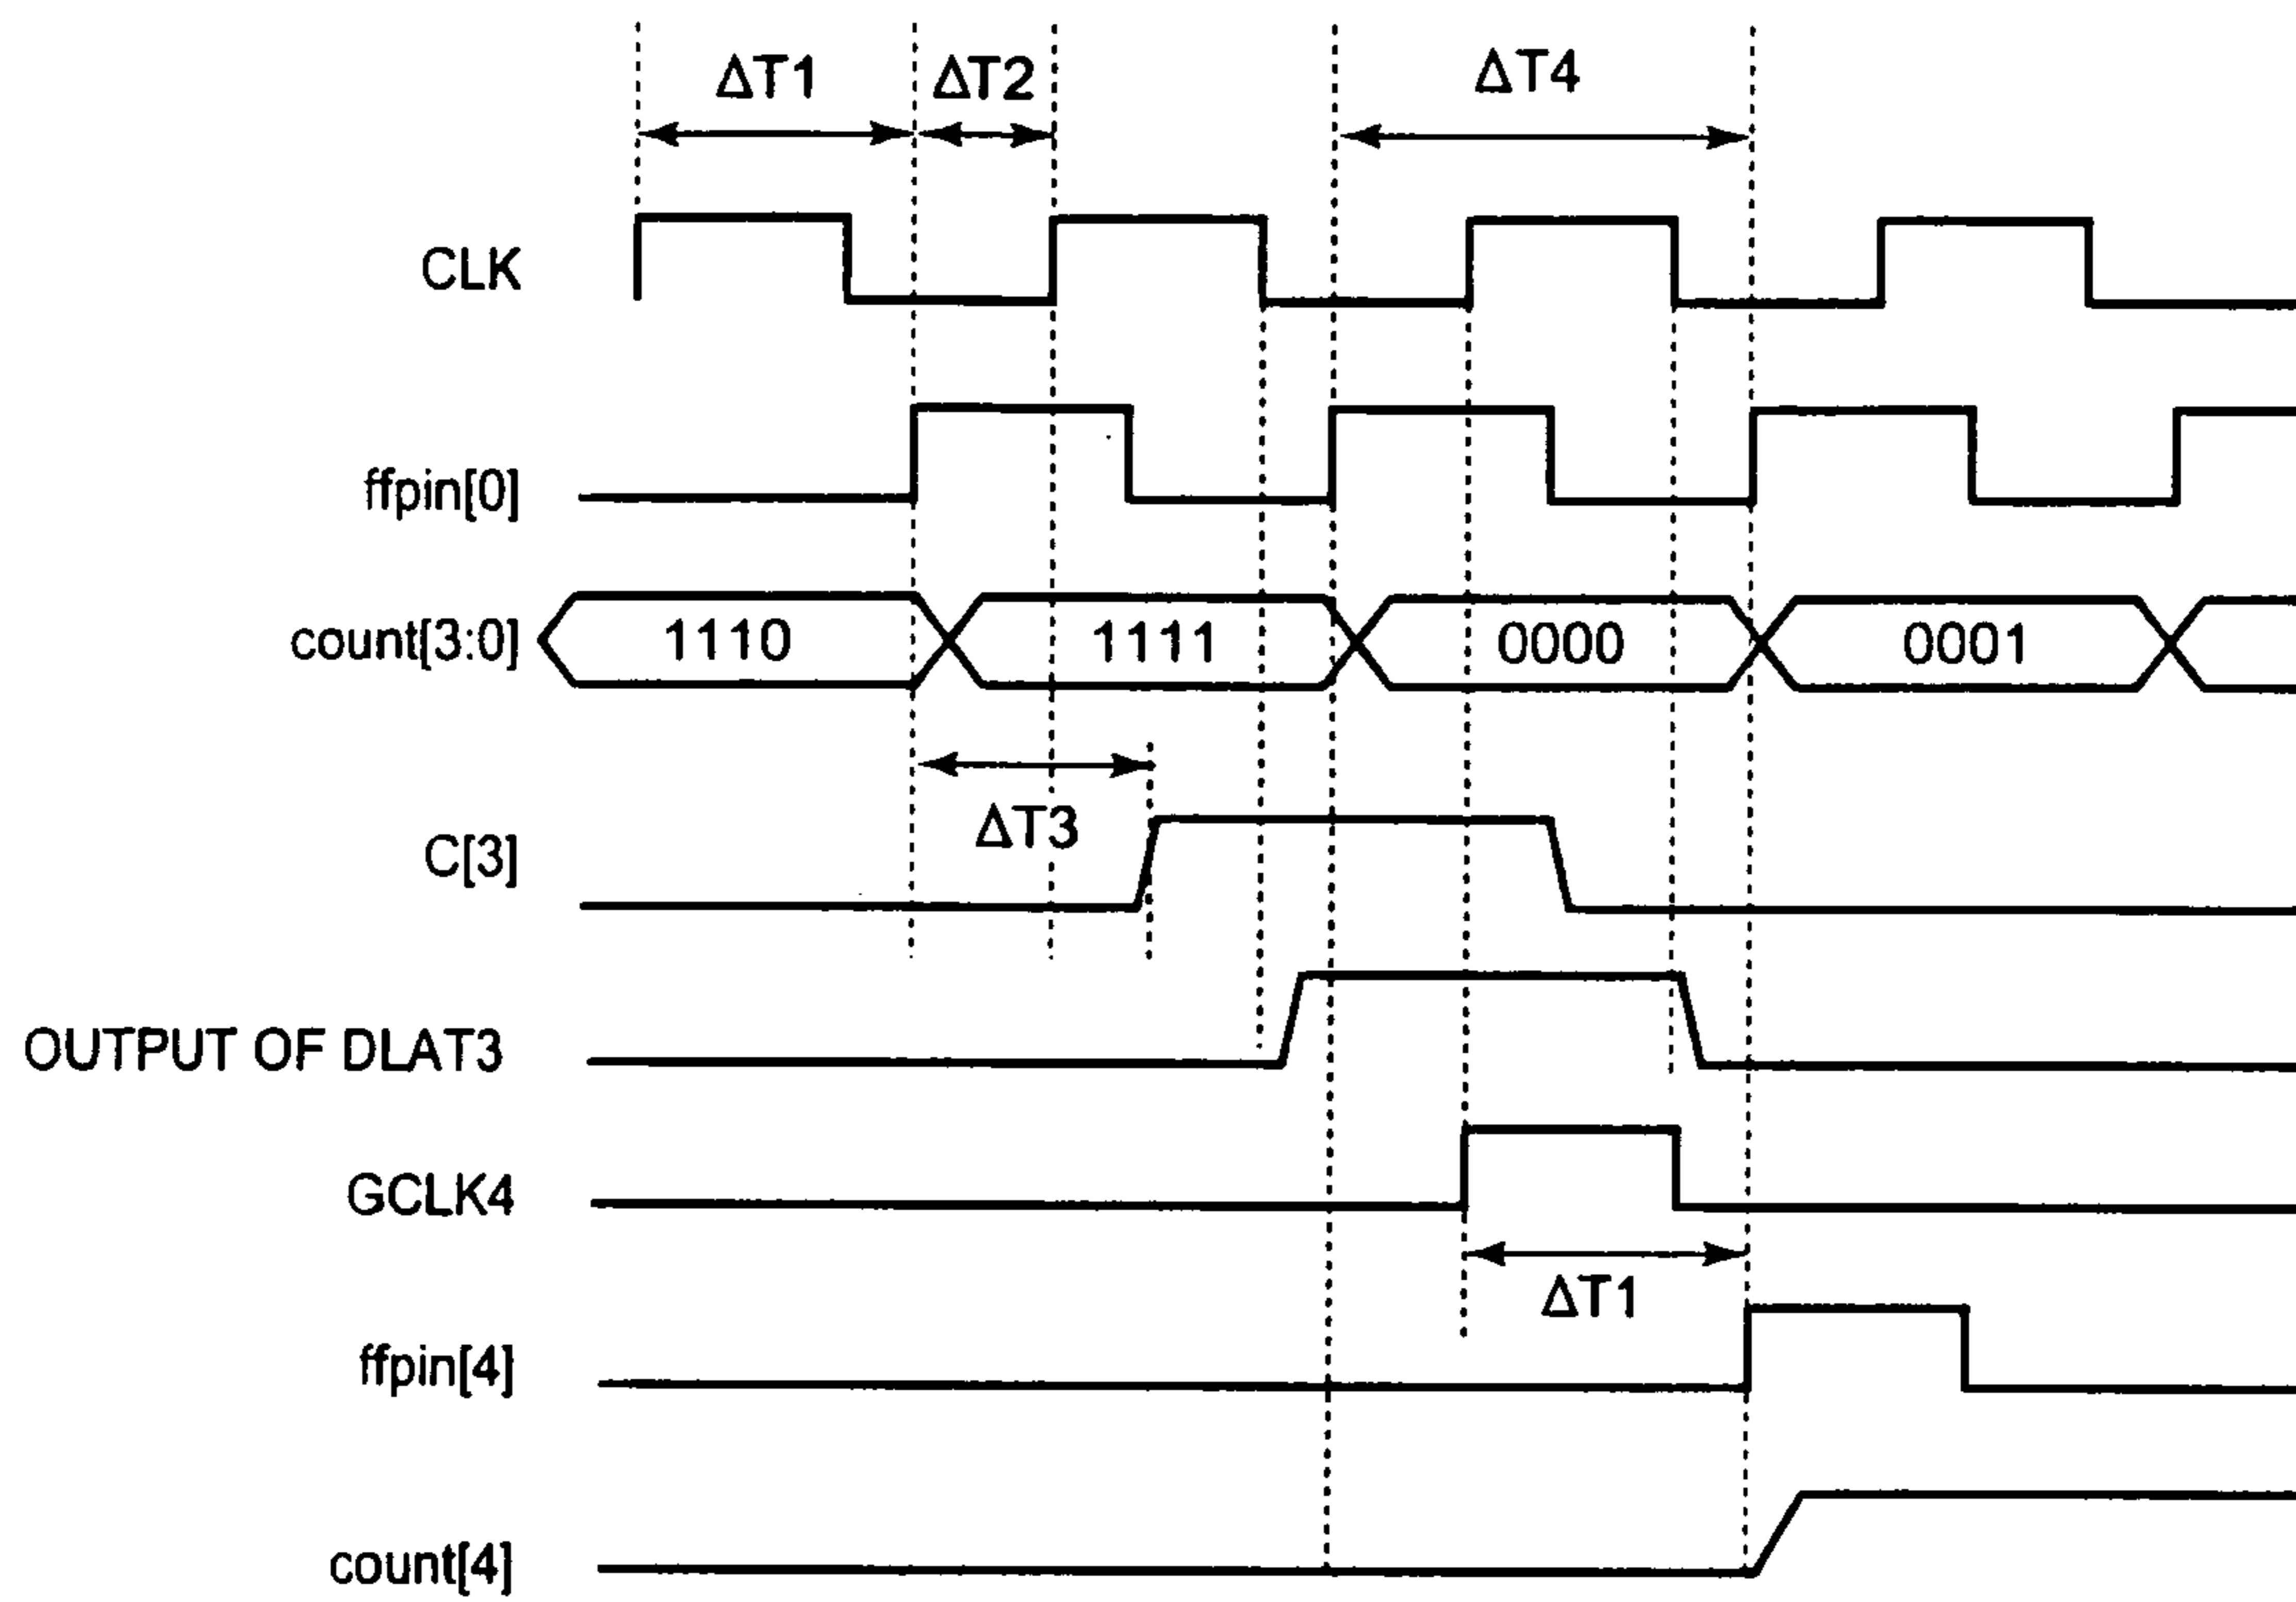 ΔT1 ΔT2 ΔT4
CLK
ffpin[0]
count[3:0] 1110 1111 0000 0001
ΔT3
C[3]
OUTPUT OF DLAT3
GCLK4
ΔT1
ffpin[4]
count[4]